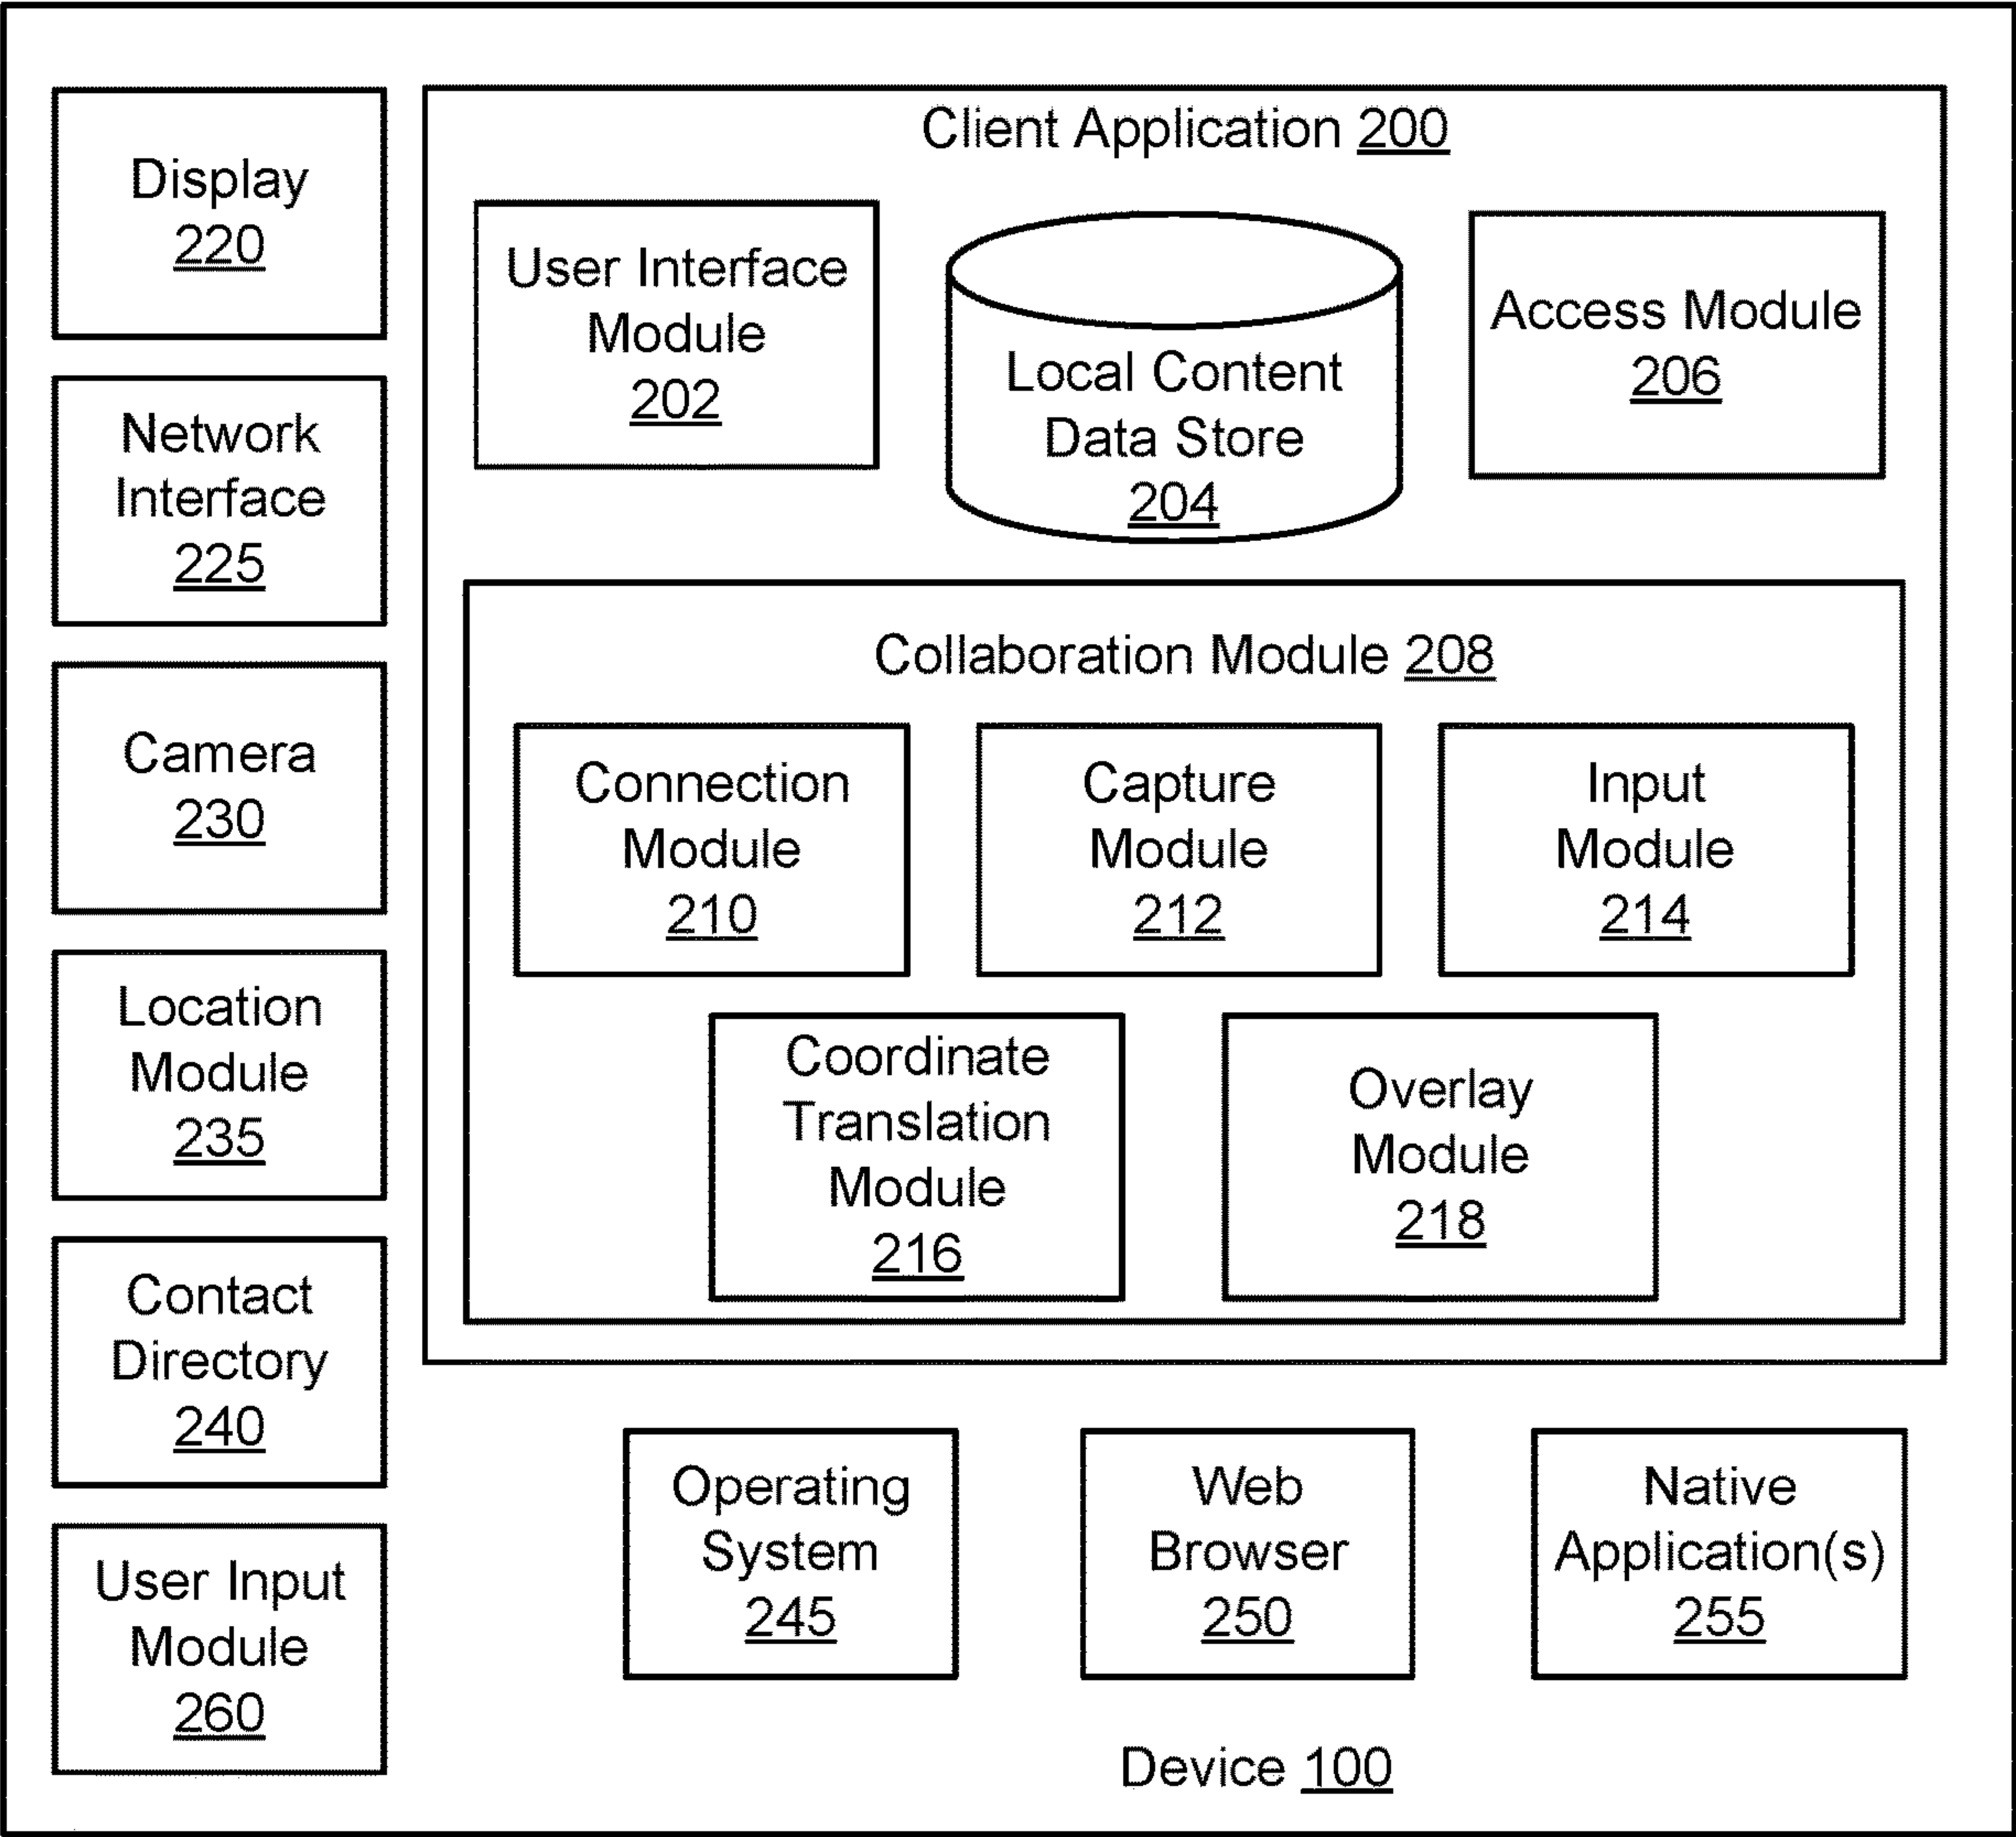 Display
220
Network
Interface
225
Camera
230
Location
Module
235
Contact
Directory
240
User Input
Module
260
Client Application 200
User Interface
Module
202
Local Content
Data Store
204
Access Module
206
Collaboration Module 208
Connection
Module
210
Capture
Module
212
Input
Module
214
Coordinate
Translation
Module
216
Overlay
Module
218
Operating
System
245
Web
Browser
250
Native
Application(s)
255
Device 100